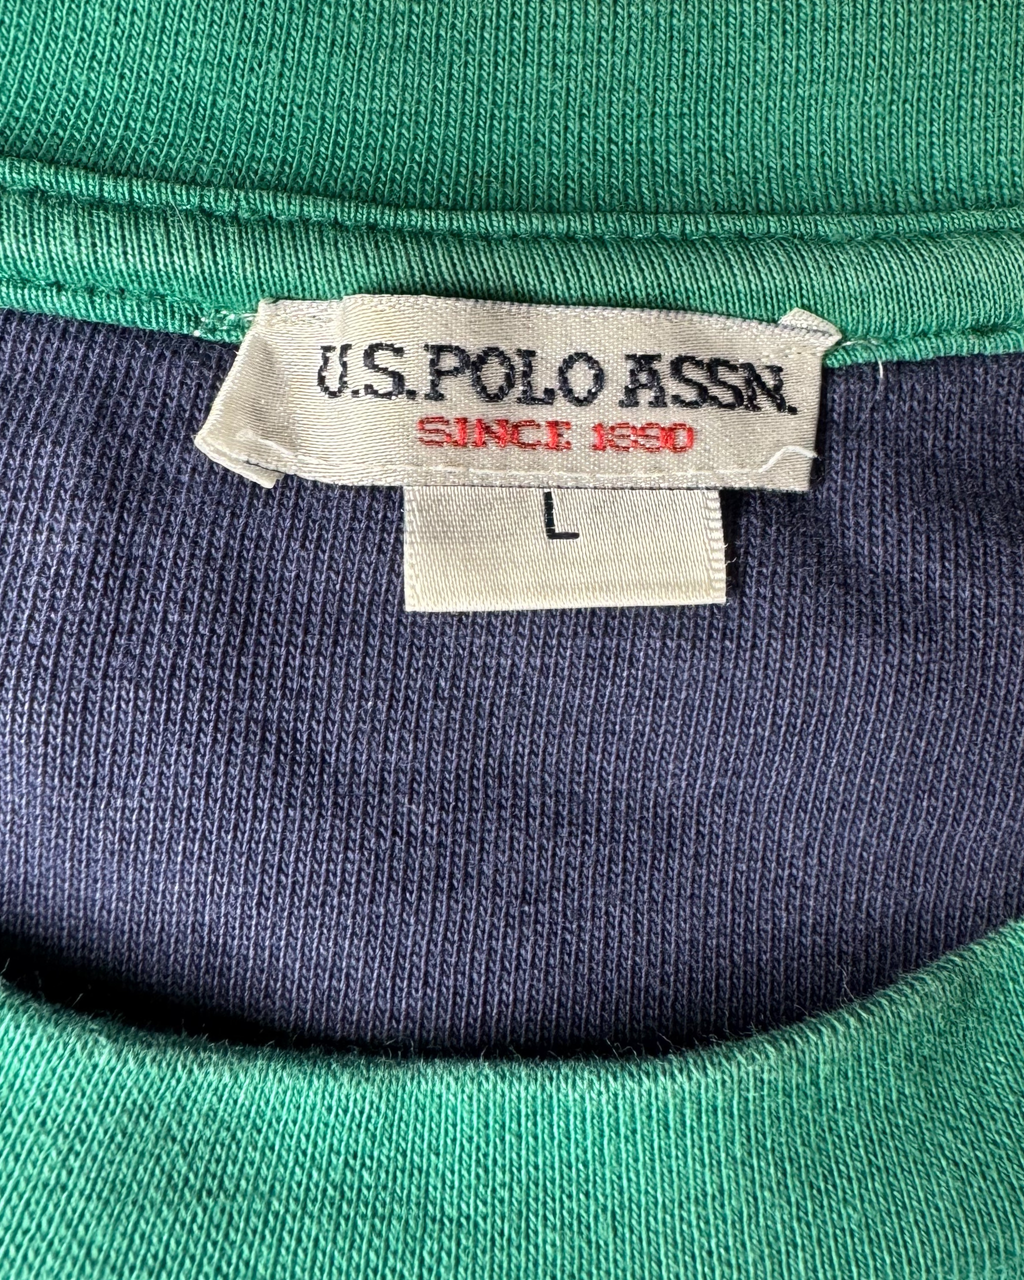 U.S. POLO ASSN.
SINCE 1890
L